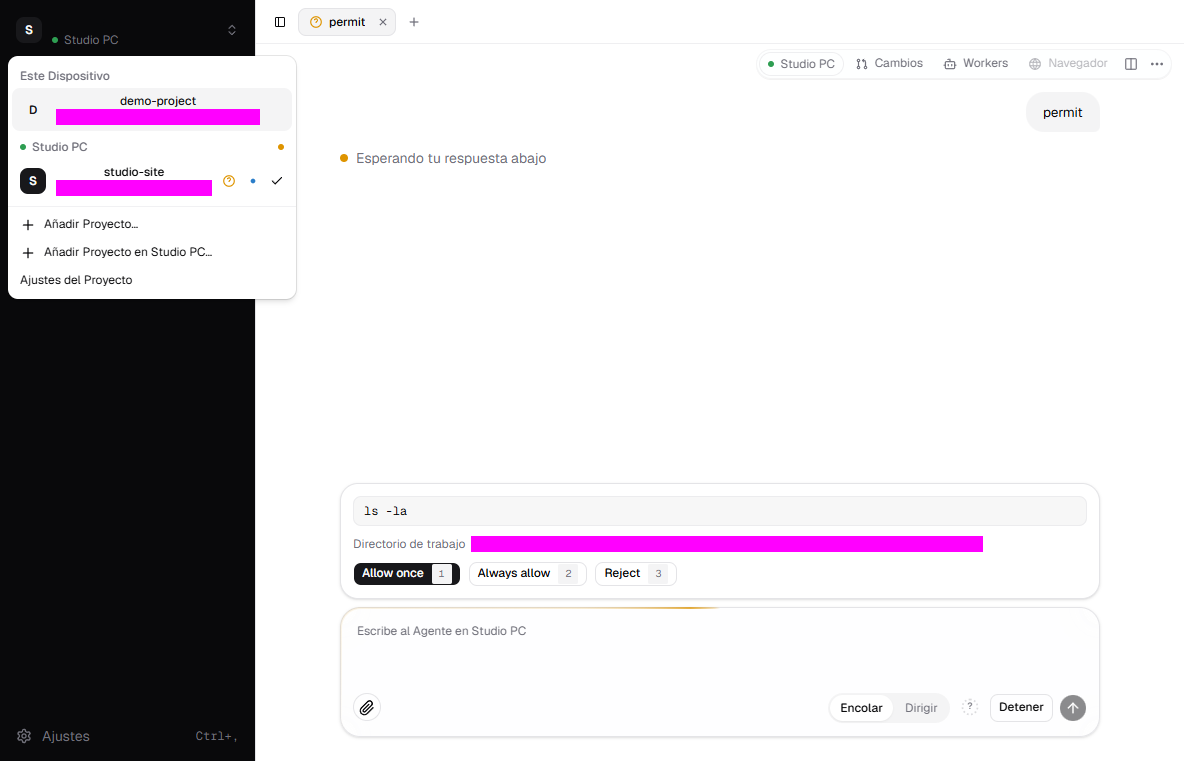 S
Studio PC
permit
Studio PC
Cambios
Workers
Navegador
Este Dispositivo
D
demo-project
Studio PC
S
studio-site
Añadir Proyecto…
Añadir Proyecto en Studio PC…
Ajustes del Proyecto
permit
Esperando tu respuesta abajo
ls -la
Directorio de trabajo
Allow once 1
Always allow 2
Reject 3
Escribe al Agente en Studio PC
Encolar
Dirigir
?
Detener
Ajustes
Ctrl+,